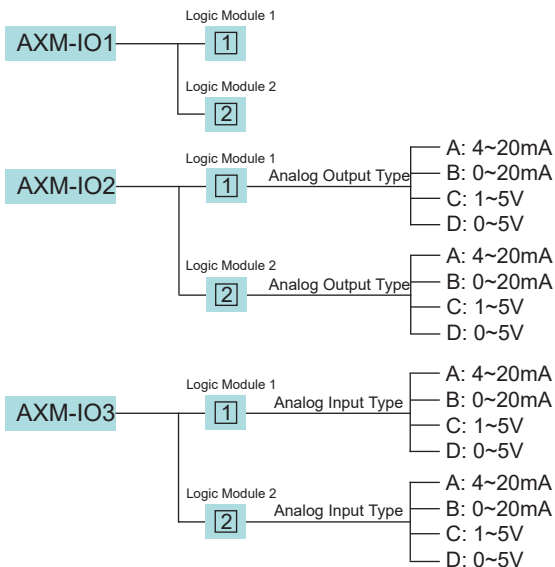 Logic Module 1
AXM-IO1
1
Logic Module 2
2
Logic Module 1
AXM-IO2
1
Analog Output Type
A: 4~20mA
B: 0~20mA
C: 1~5V
D: 0~5V
Logic Module 2
2
Analog Output Type
A: 4~20mA
B: 0~20mA
C: 1~5V
D: 0~5V
Logic Module 1
AXM-IO3
1
Analog Input Type
A: 4~20mA
B: 0~20mA
C: 1~5V
D: 0~5V
Logic Module 2
2
Analog Input Type
A: 4~20mA
B: 0~20mA
C: 1~5V
D: 0~5V